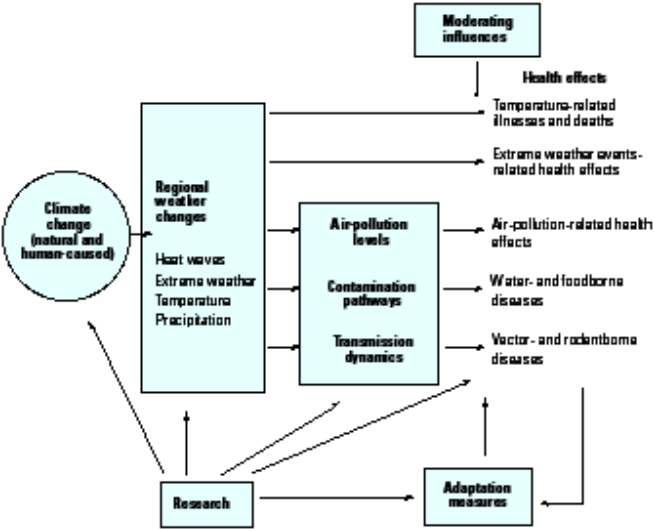 Moderating
influences
Health effects
Temperature-related
illnesses and deaths
Extreme weather events-
related health effects
Regional
weather
changes
Heat waves
Extreme weather
Temperature
Precipitation
Climate
change
(natural and
human-caused)
Air-pollution
levels
Contamination
pathways
Transmission
dynamics
Air-pollution-related health
effects
Water- and foodborne
diseases
Vector- and rodentborne
diseases
Research
Adaptation
measures